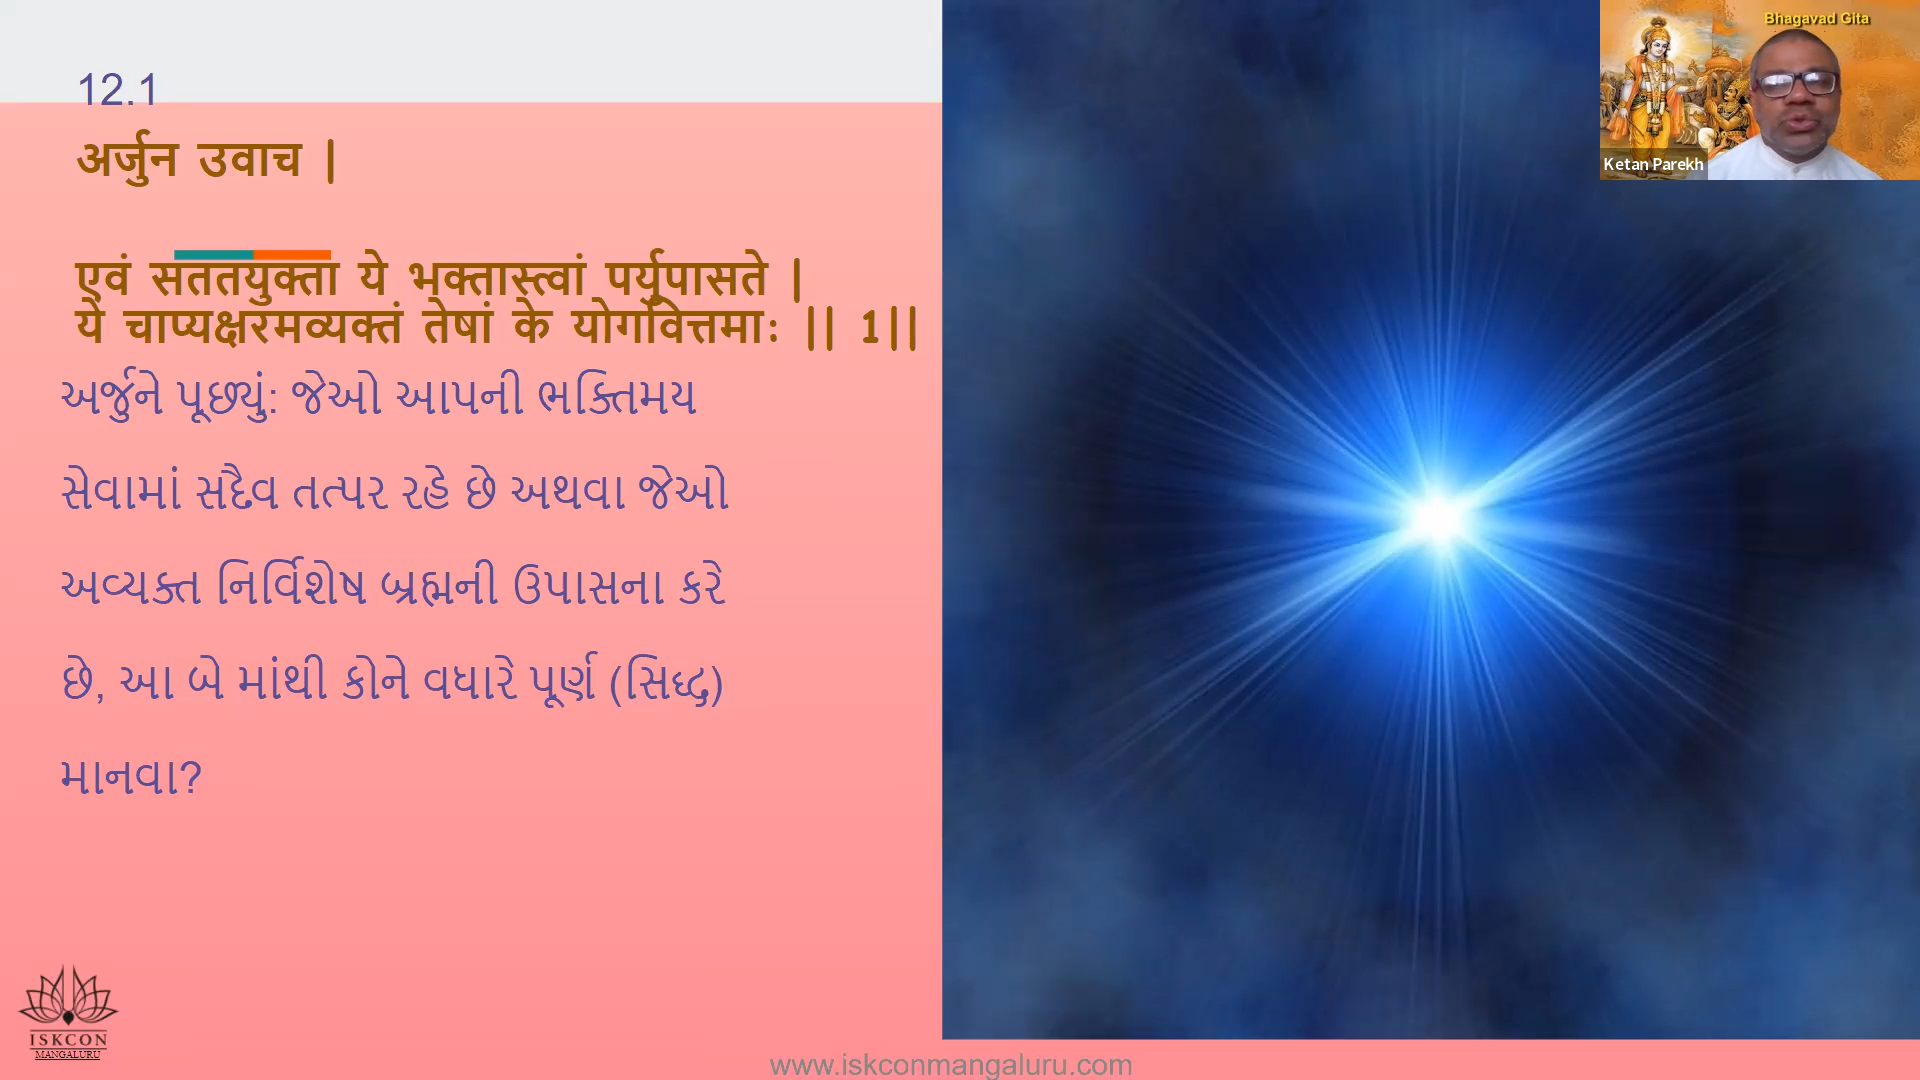 12.1
अर्जुन उवाच |
एवं सततयुक्ता ये भक्तास्त्वां पर्युपासते |
ये चाप्यक्षरमव्यक्तं तेषां के योगवित्तमाः || 1||
અર્જુને પૂછ્યું: જેઓ આપની ભક્તિમય
સેવામાં સદૈવ તત્પર રહે છે અથવા જેઓ
અવ્યક્ત નિર્વિશેષ બ્રહ્મની ઉપાસના કરે
છે, આ બે માંથી કોને વધારે પૂર્ણ (સિદ્ધ)
માનવા?
Bhagavad Gita
Ketan Parekh
ISKCON
MANGALURU
www.iskconmangaluru.com